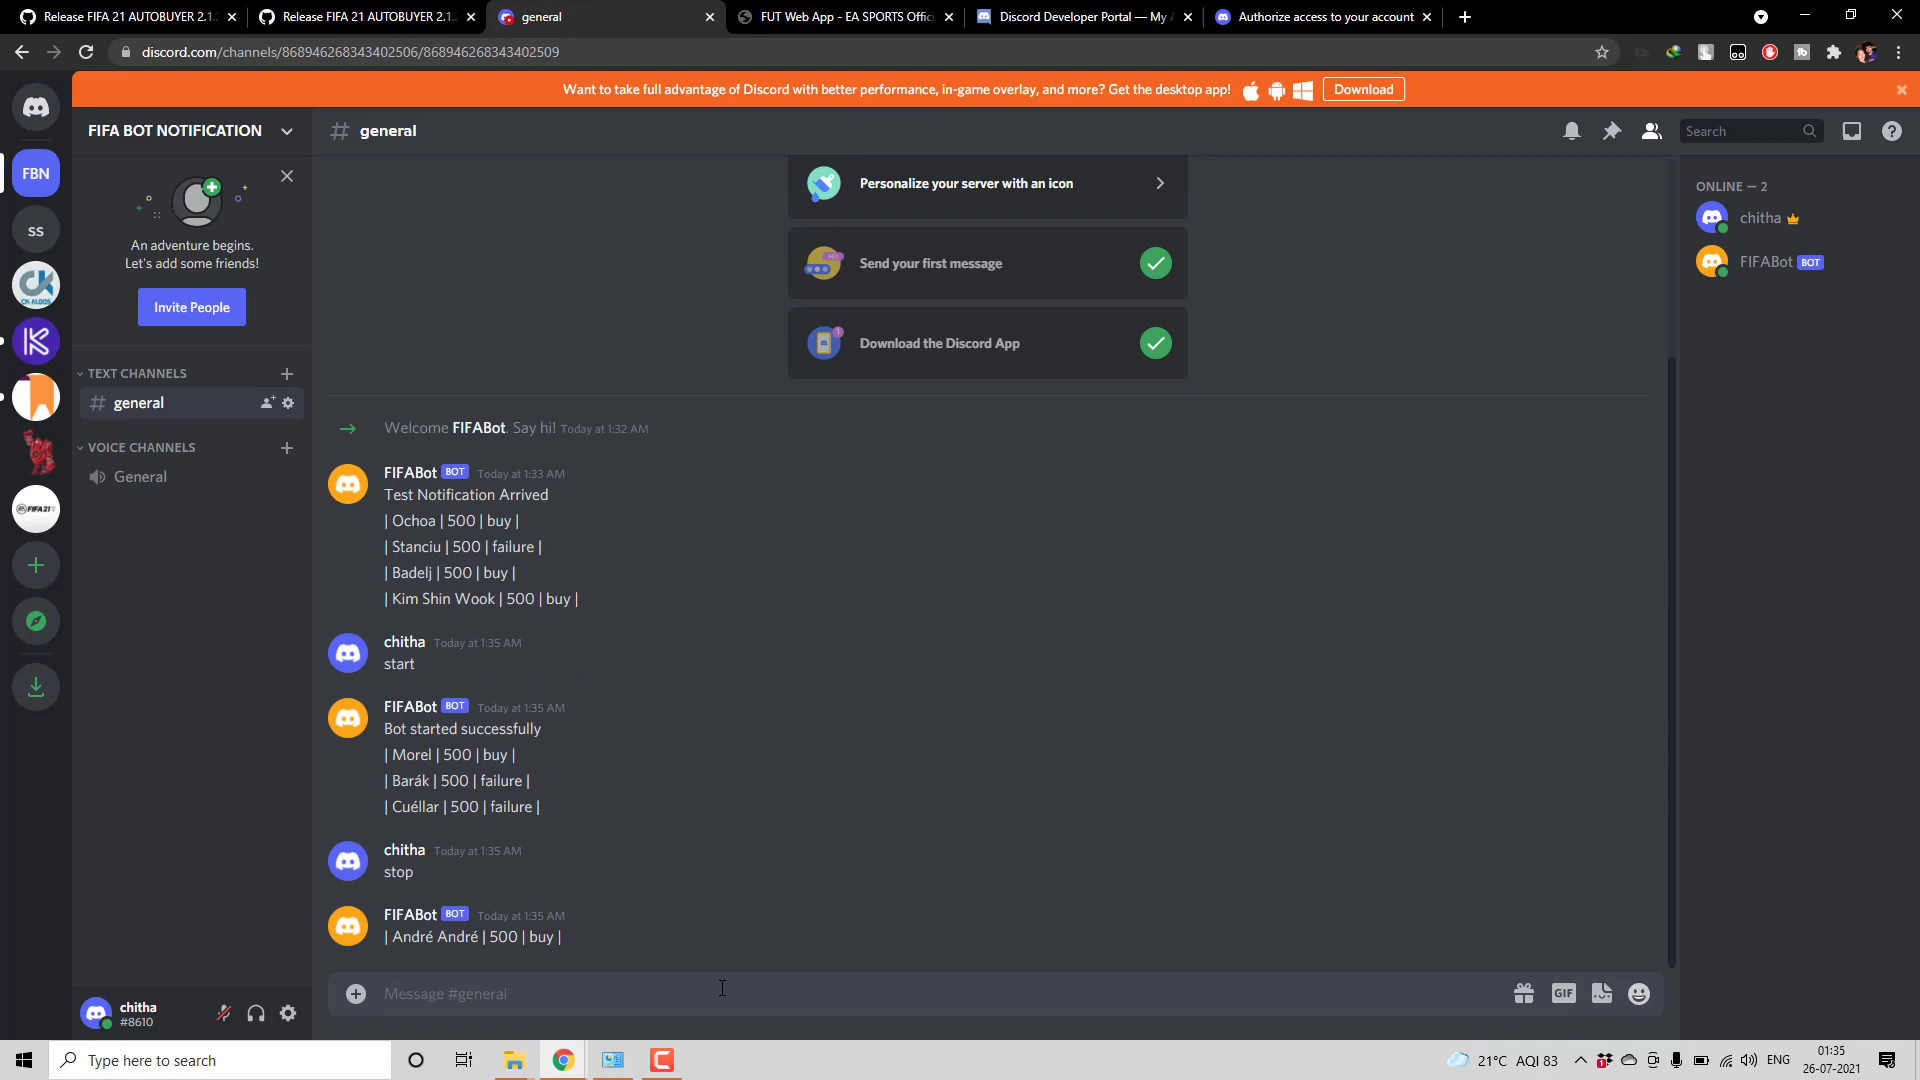 Release FIFA 21 AUTOBUYER 2.1.
Release FIFA 21 AUTOBUYER 2.1.
general
FUT Web App - EA SPORTS Offici
Discord Developer Portal — My A
Authorize access to your account
discord.com/channels/868946268343402506/868946268343402509
Want to take full advantage of Discord with better performance, in-game overlay, and more? Get the desktop app!
Download
FIFA BOT NOTIFICATION
general
Search
FBN
ss
CK ALGOS
FIFA 21
An adventure begins.
Let's add some friends!
Invite People
TEXT CHANNELS
general
VOICE CHANNELS
General
Personalize your server with an icon
Send your first message
Download the Discord App
Welcome FIFABot. Say hi! Today at 1:32 AM
FIFABot BOT Today at 1:33 AM
Test Notification Arrived
| Ochoa | 500 | buy |
| Stanciu | 500 | failure |
| Badelj | 500 | buy |
| Kim Shin Wook | 500 | buy |
chitha Today at 1:35 AM
start
FIFABot BOT Today at 1:35 AM
Bot started successfully
| Morel | 500 | buy |
| Barák | 500 | failure |
| Cuéllar | 500 | failure |
chitha Today at 1:35 AM
stop
FIFABot BOT Today at 1:35 AM
| André André | 500 | buy |
Message #general
GIF
ONLINE — 2
chitha
FIFABot BOT
chitha
#8610
Type here to search
21°C AQI 83
ENG
01:35
26-07-2021